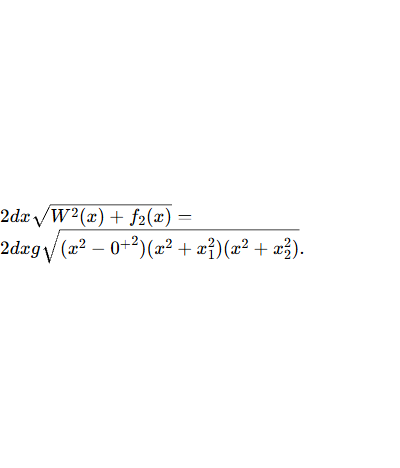 2dx√(W²(x) + f₂(x)) =
2dxg√((x² − 0⁺²)(x² + x₁²)(x² + x₂²)).